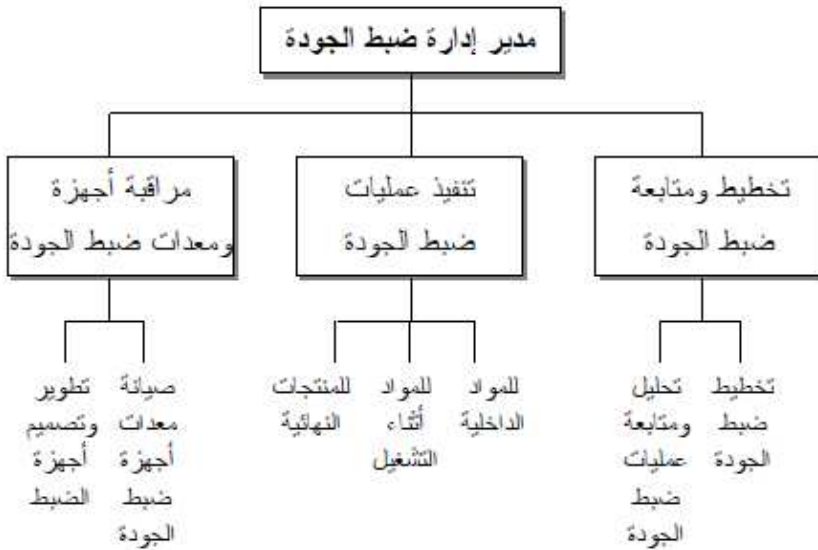 مدير إدارة ضبط الجودة
تخطيط ومتابعة
ضبط الجودة
تنفيذ عمليات
ضبط الجودة
مراقبة أجهزة
ومعدات ضبط الجودة
تخطيط
ضبط
الجودة
تحليل
ومتابعة
عمليات
ضبط
الجودة
للمواد
الداخلية
للمواد
أثناء
التشغيل
للمنتجات
النهائية
صيانة
معدات
أجهزة
ضبط
الجودة
تطوير
وتصميم
أجهزة
الضبط